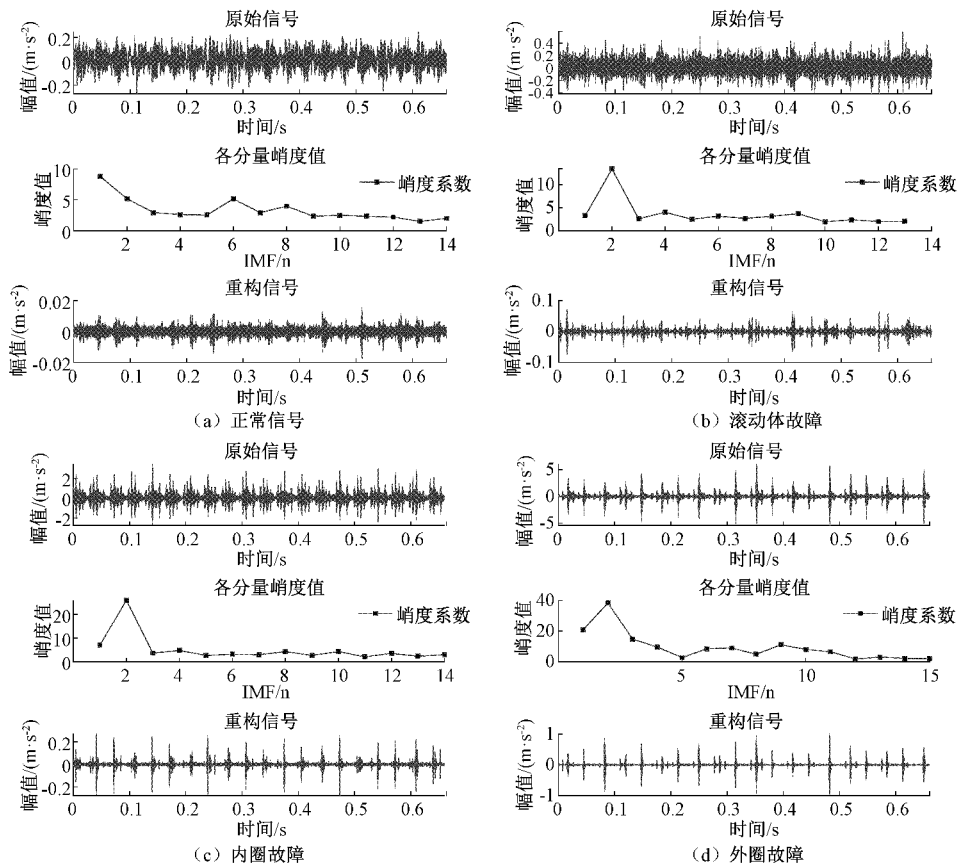 原始信号
幅值/(m·s⁻²)
0.2
0
-0.2
0 0.1 0.2 0.3 0.4 0.5 0.6
时间/s
各分量峭度值
峭度值
10
5
0
峭度系数
2 4 6 8 10 12 14
IMF/n
重构信号
幅值/(m·s⁻²)
0.02
0
-0.02
0 0.1 0.2 0.3 0.4 0.5 0.6
时间/s
(a) 正常信号
原始信号
幅值/(m·s⁻²)
0.4
0.2
0
-0.2
-0.4
0 0.1 0.2 0.3 0.4 0.5 0.6
时间/s
各分量峭度值
峭度值
10
5
0
峭度系数
2 4 6 8 10 12 14
IMF/n
重构信号
幅值/(m·s⁻²)
0.1
0
-0.1
0 0.1 0.2 0.3 0.4 0.5 0.6
时间/s
(b) 滚动体故障
原始信号
幅值/(m·s⁻²)
2
0
-2
0 0.1 0.2 0.3 0.4 0.5 0.6
时间/s
各分量峭度值
峭度值
20
10
0
峭度系数
2 4 6 8 10 12 14
IMF/n
重构信号
幅值/(m·s⁻²)
0.2
0
-0.2
0 0.1 0.2 0.3 0.4 0.5 0.6
时间/s
(c) 内圈故障
原始信号
幅值/(m·s⁻²)
5
0
-5
0 0.1 0.2 0.3 0.4 0.5 0.6
时间/s
各分量峭度值
峭度值
40
20
0
峭度系数
5 10 15
IMF/n
重构信号
幅值/(m·s⁻²)
1
0
-1
0 0.1 0.2 0.3 0.4 0.5 0.6
时间/s
(d) 外圈故障